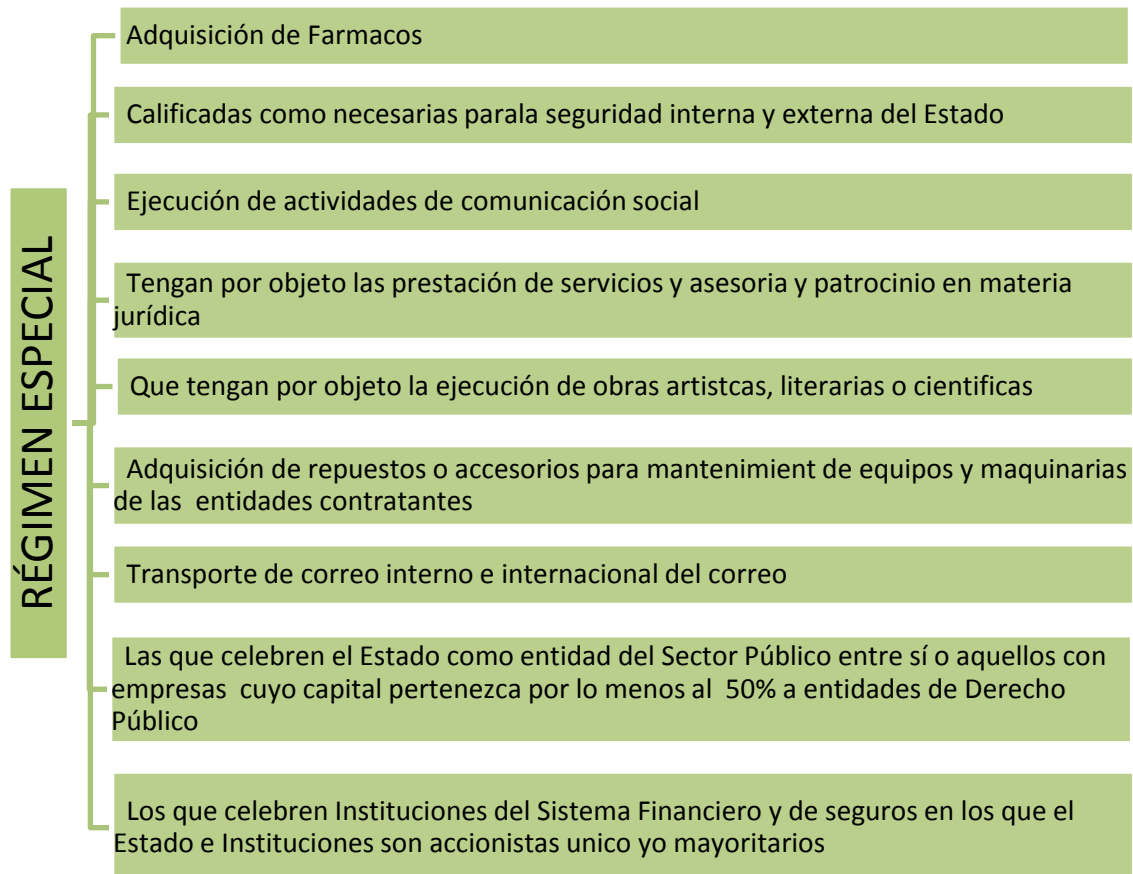 RÉGIMEN ESPECIAL
Adquisición de Farmacos
Calificadas como necesarias parala seguridad interna y externa del Estado
Ejecución de actividades de comunicación social
Tengan por objeto las prestación de servicios y asesoria y patrocinio en materia
jurídica
Que tengan por objeto la ejecución de obras artistcas, literarias o cientificas
Adquisición de repuestos o accesorios para mantenimient de equipos y maquinarias
de las entidades contratantes
Transporte de correo interno e internacional del correo
Las que celebren el Estado como entidad del Sector Público entre sí o aquellos con
empresas cuyo capital pertenezca por lo menos al 50% a entidades de Derecho
Público
Los que celebren Instituciones del Sistema Financiero y de seguros en los que el
Estado e Instituciones son accionistas unico yo mayoritarios